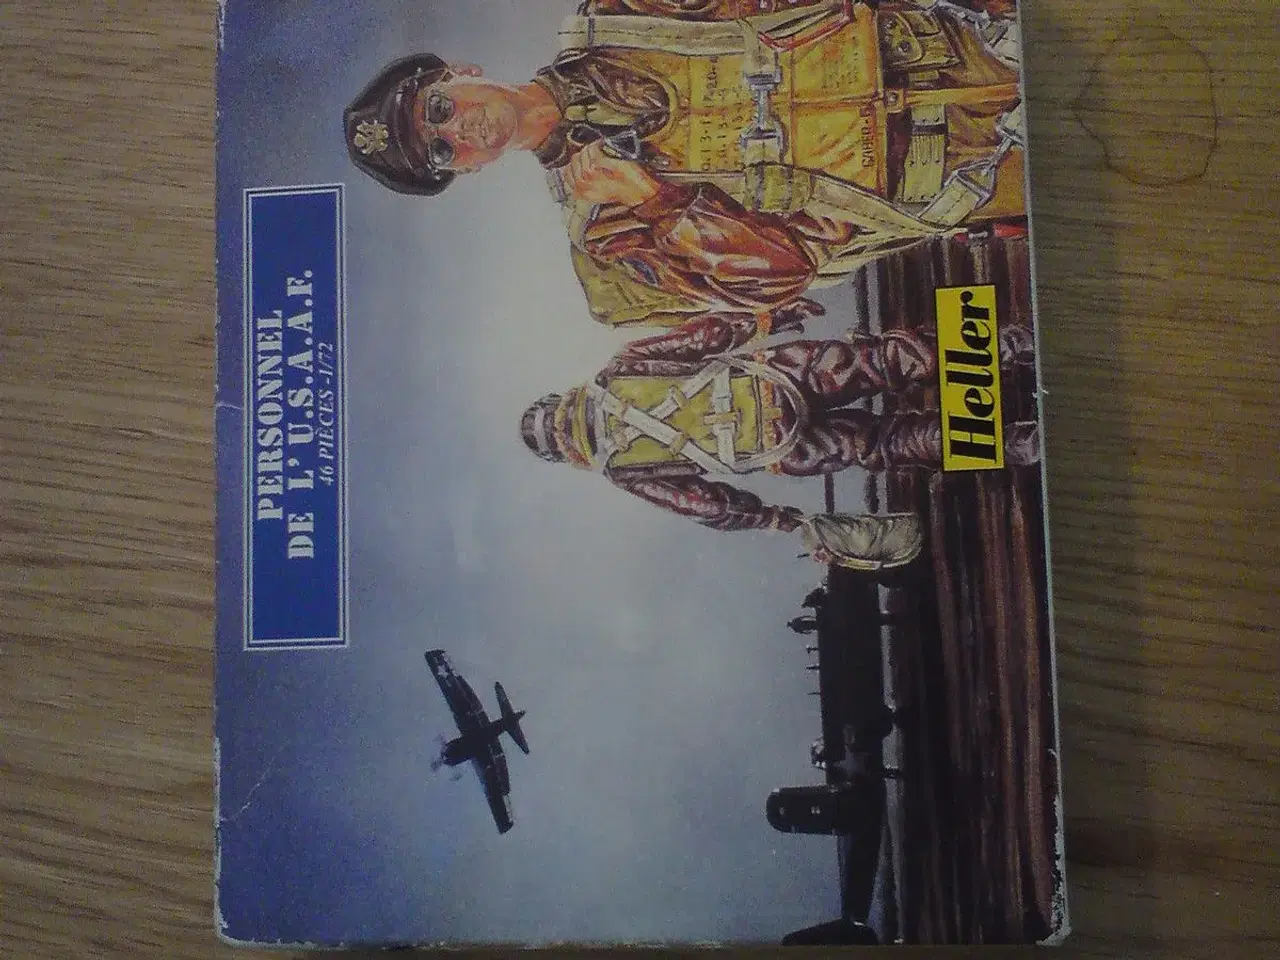 PERSONNEL
DE L'U.S.A.A.F.
46 PIÈCES - 1/72
Heller